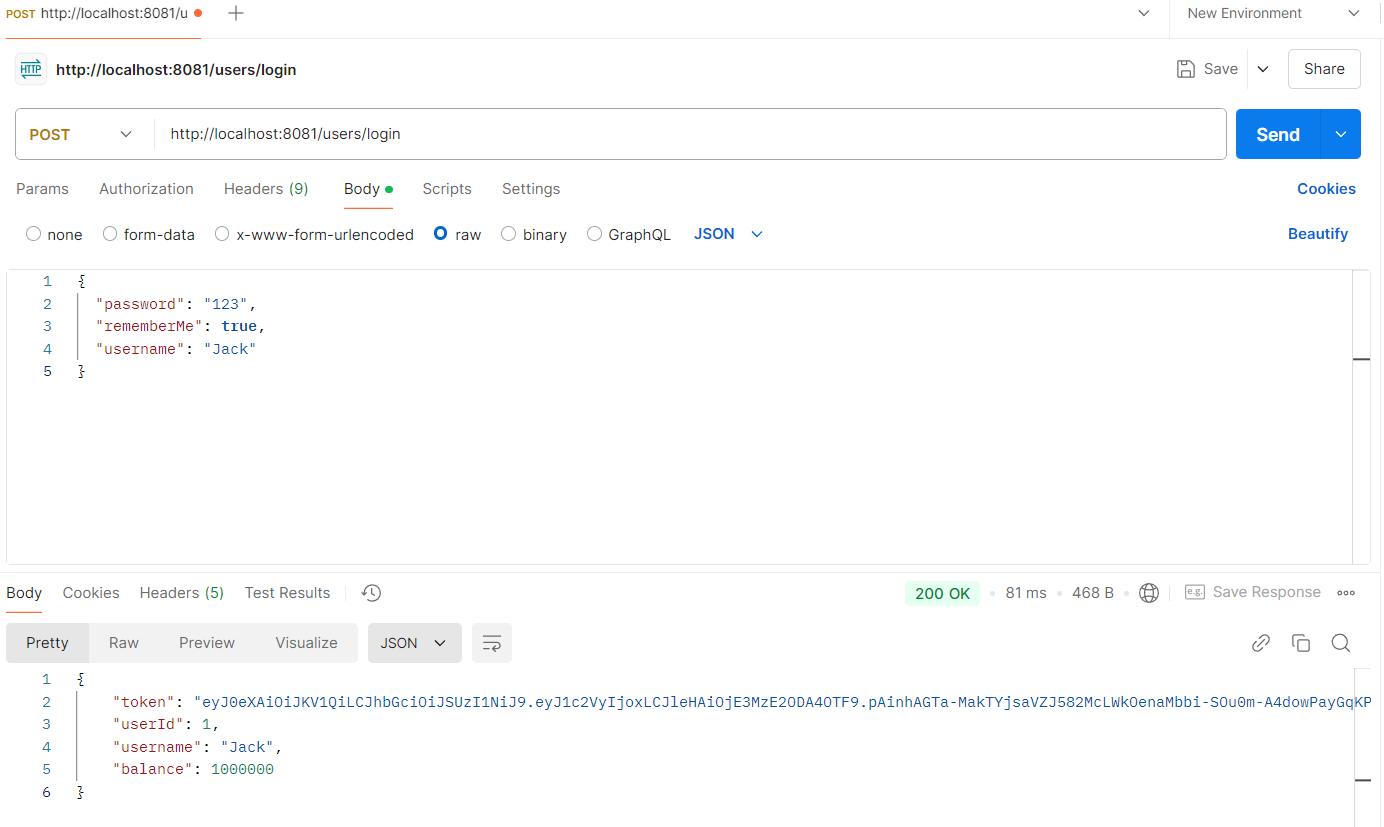 POST http://localhost:8081/u
New Environment
HTTP http://localhost:8081/users/login
Save
Share
POST http://localhost:8081/users/login
Send
Params Authorization Headers (9) Body Scripts Settings
Cookies
none form-data x-www-form-urlencoded raw binary GraphQL JSON
Beautify
1 {
2 "password": "123",
3 "rememberMe": true,
4 "username": "Jack"
5 }
Body Cookies Headers (5) Test Results
200 OK 81 ms 468 B e.g. Save Response
Pretty Raw Preview Visualize JSON
1 {
2 "token": "eyJ0eXAiOiJKV1QiLCJhbGciOiJSUzI1NiJ9.eyJ1c2VyIjoxLCJleHAiOjE3MzE2ODA4OTF9.pAinhAGTa-MakTYjsaVZJ582McLWkOenaMbbi-SOu0m-A4dowPayGqKP
3 "userId": 1,
4 "username": "Jack",
5 "balance": 1000000
6 }